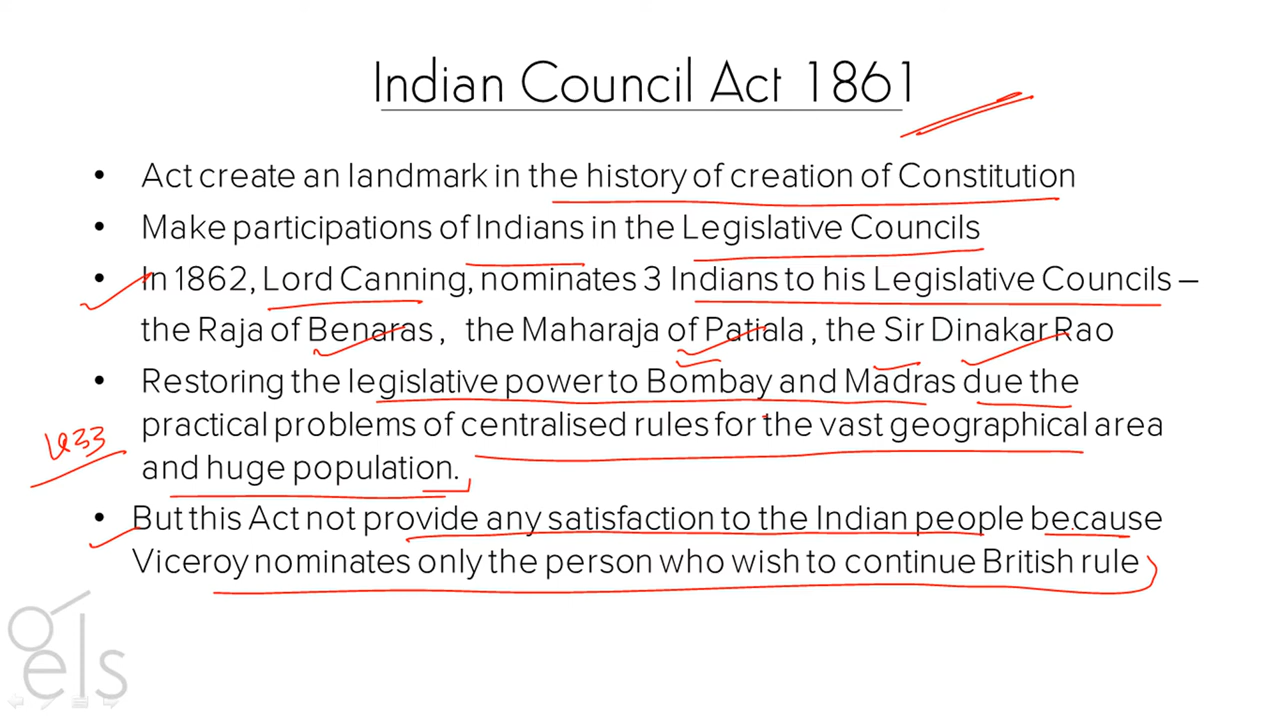 Indian Council Act 1861
• Act create an landmark in the history of creation of Constitution
• Make participations of Indians in the Legislative Councils
• In 1862, Lord Canning, nominates 3 Indians to his Legislative Councils –
the Raja of Benaras , the Maharaja of Patiala , the Sir Dinakar Rao
• Restoring the legislative power to Bombay and Madras due the
practical problems of centralised rules for the vast geographical area
1833
and huge population.
• But this Act not provide any satisfaction to the Indian people because
Viceroy nominates only the person who wish to continue British rule
gels